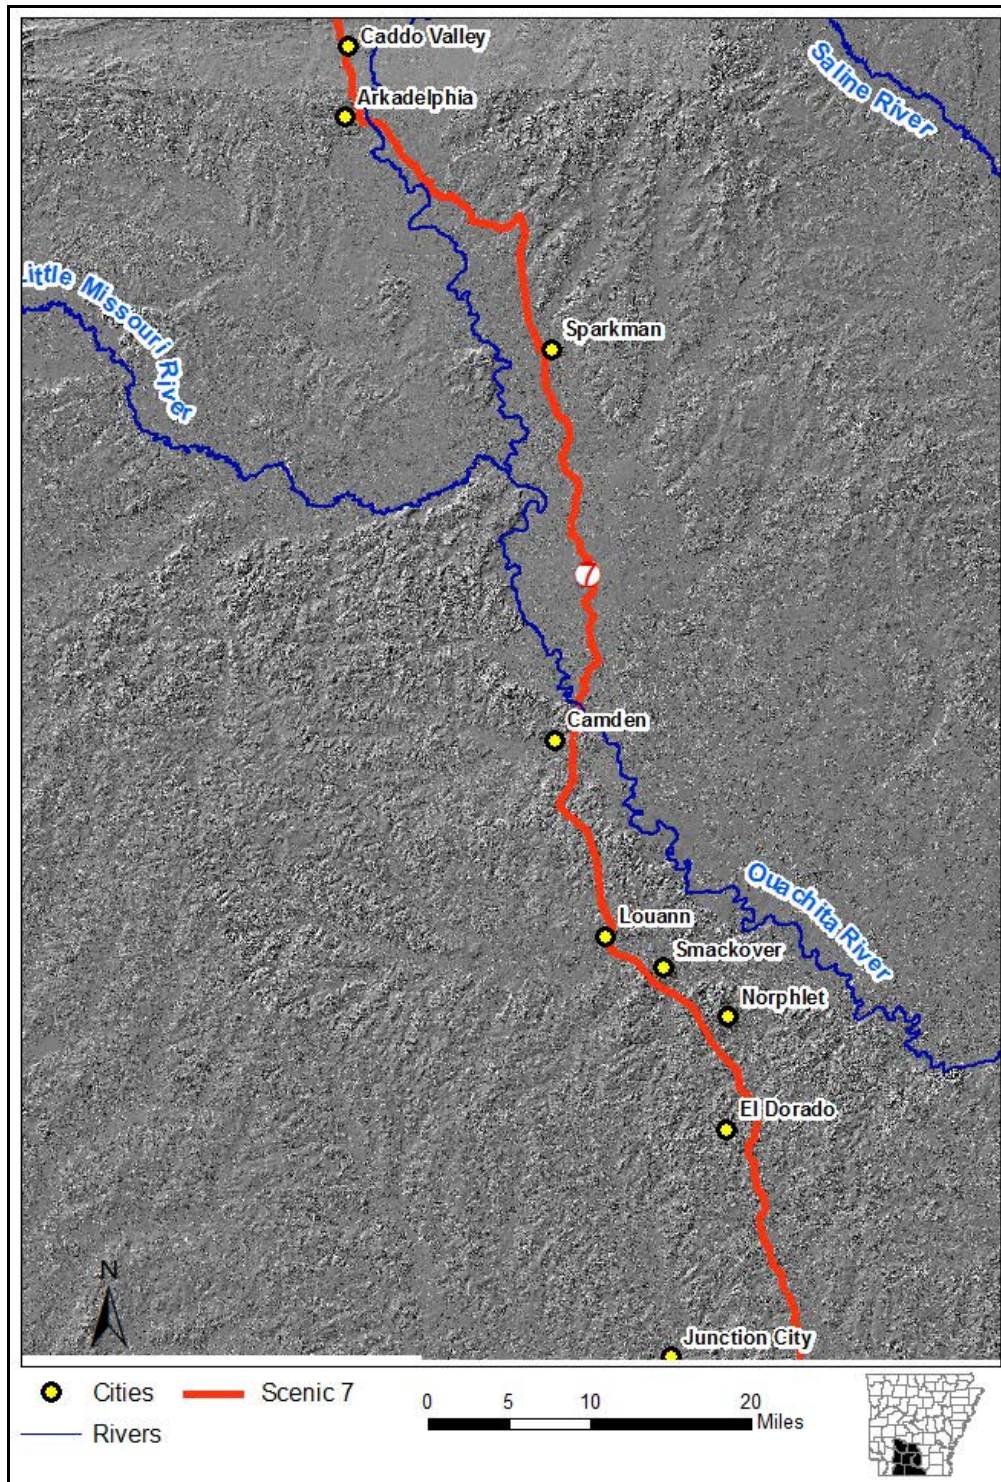 Caddo Valley
Saline River
Arkadelphia
Little Missouri River
Sparkman
7
Camden
Ouachita River
Louann
Smackover
Norphlet
El Dorado
N
Junction City
Cities
Scenic 7
Rivers
0 5 10 20
Miles